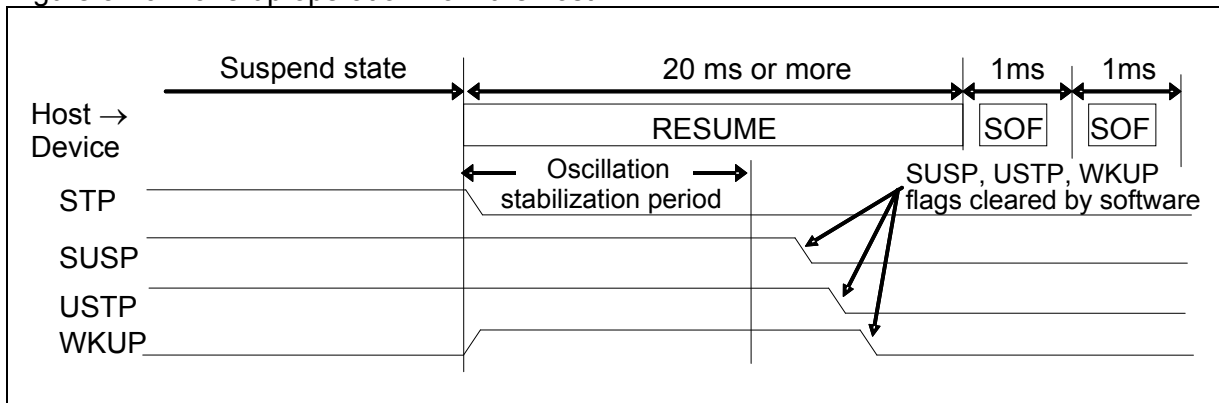 Suspend state
20 ms or more
1ms
1ms
Host →
Device
RESUME
SOF
SOF
Oscillation
stabilization period
SUSP, USTP, WKUP
flags cleared by software
STP
SUSP
USTP
WKUP